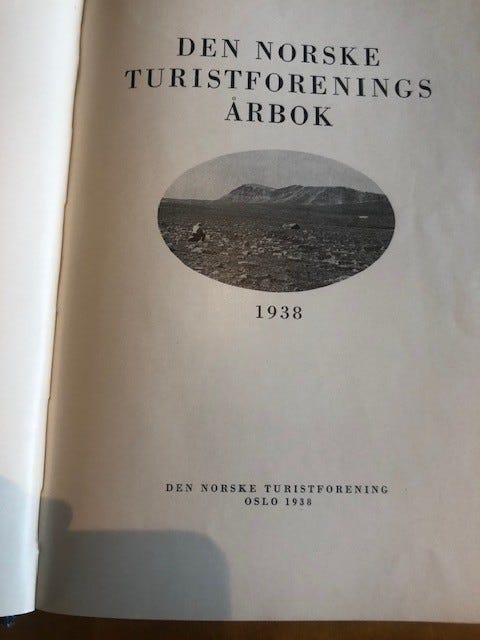 DEN NORSKE
TURISTFORENINGS
ÅRBOK
1938
DEN NORSKE TURISTFORENING
OSLO 1938